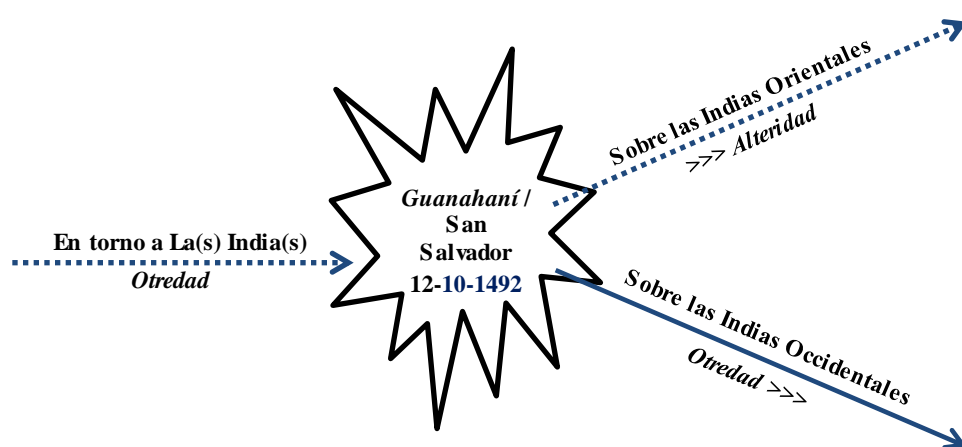 En torno a La(s) India(s)
Otredad
Guanahaní /
San
Salvador
12-10-1492
Sobre las Indias Orientales
>>> Alteridad
Sobre las Indias Occidentales
Otredad >>>